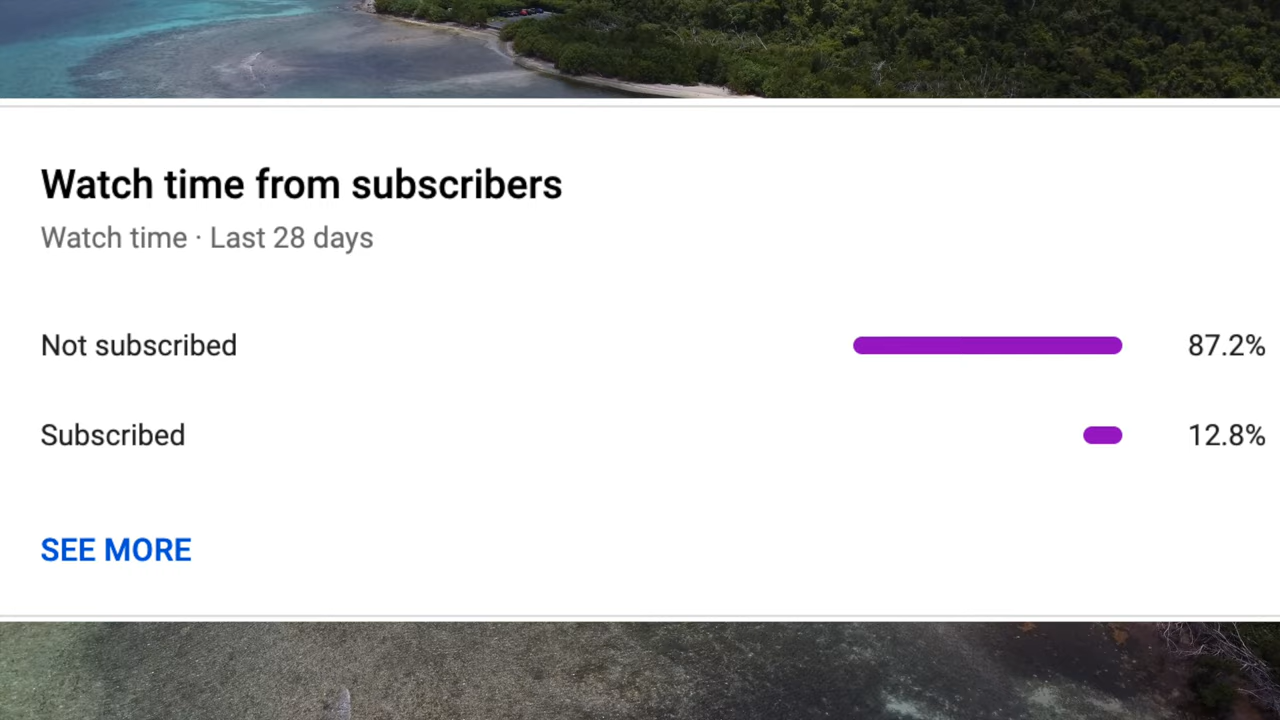 Watch time from subscribers
Watch time · Last 28 days
Not subscribed 87.2%
Subscribed 12.8%
SEE MORE